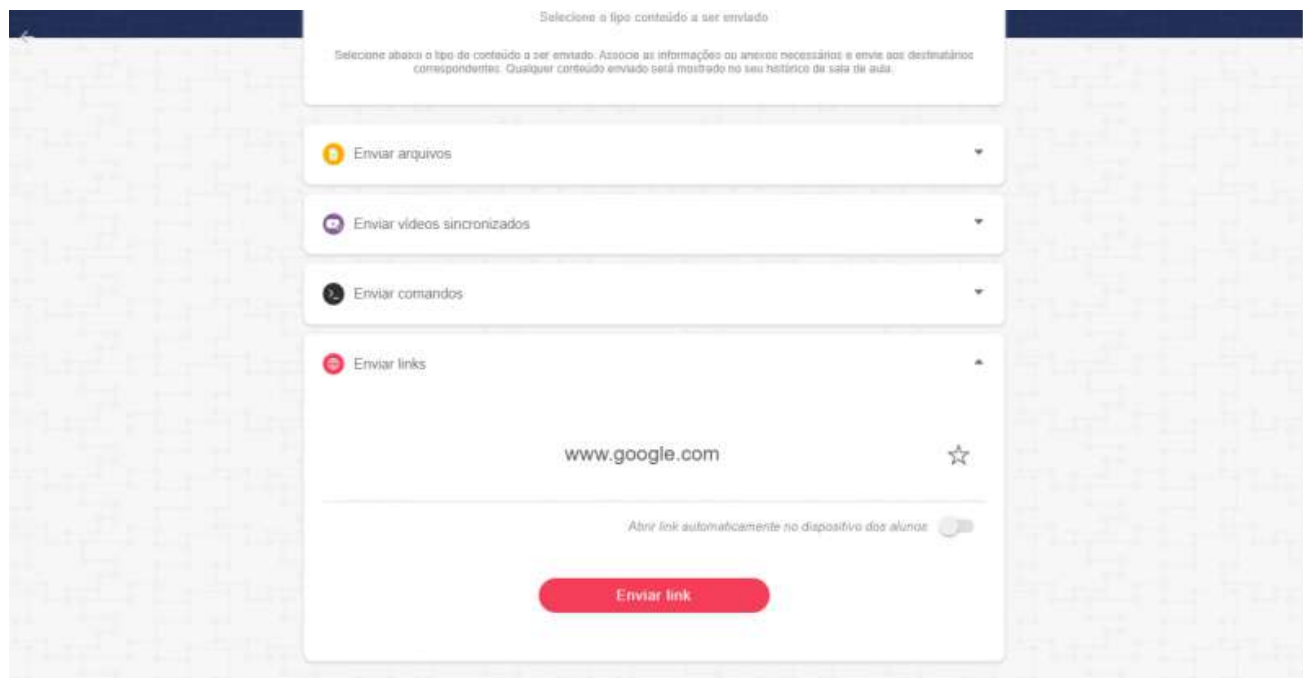 Selecione o tipo conteúdo a ser enviado
Selecione abaixo o tipo de conteúdo a ser enviado. Associe as informações ou anexos necessários e envie aos destinatários
correspondentes. Qualquer conteúdo enviado será mostrado no seu histórico de sala de aula.
Enviar arquivos
Enviar vídeos sincronizados
Enviar comandos
Enviar links
www.google.com
Abrir link automaticamente no dispositivo dos alunos
Enviar link